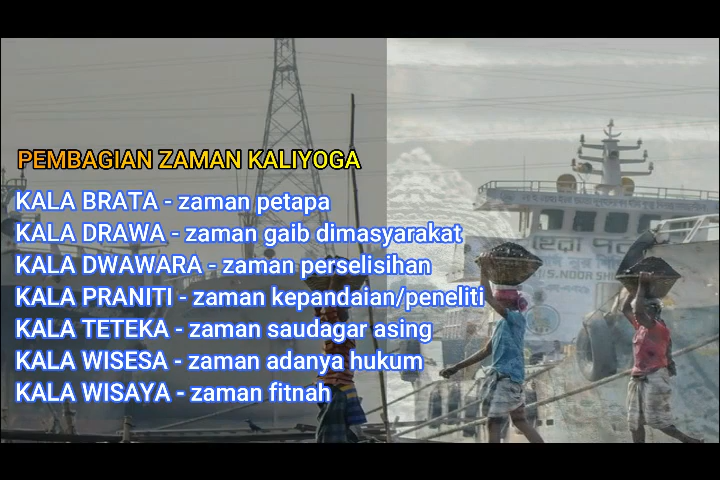 PEMBAGIAN ZAMAN KALIYOGA
KALA BRATA - zaman petapa
KALA DRAWA - zaman gaib dimasyarakat
KALA DWAWARA - zaman perselisihan
KALA PRANITI - zaman kepandaian/peneliti
KALA TETEKA - zaman saudagar asing
KALA WISESA - zaman adanya hukum
KALA WISAYA - zaman fitnah